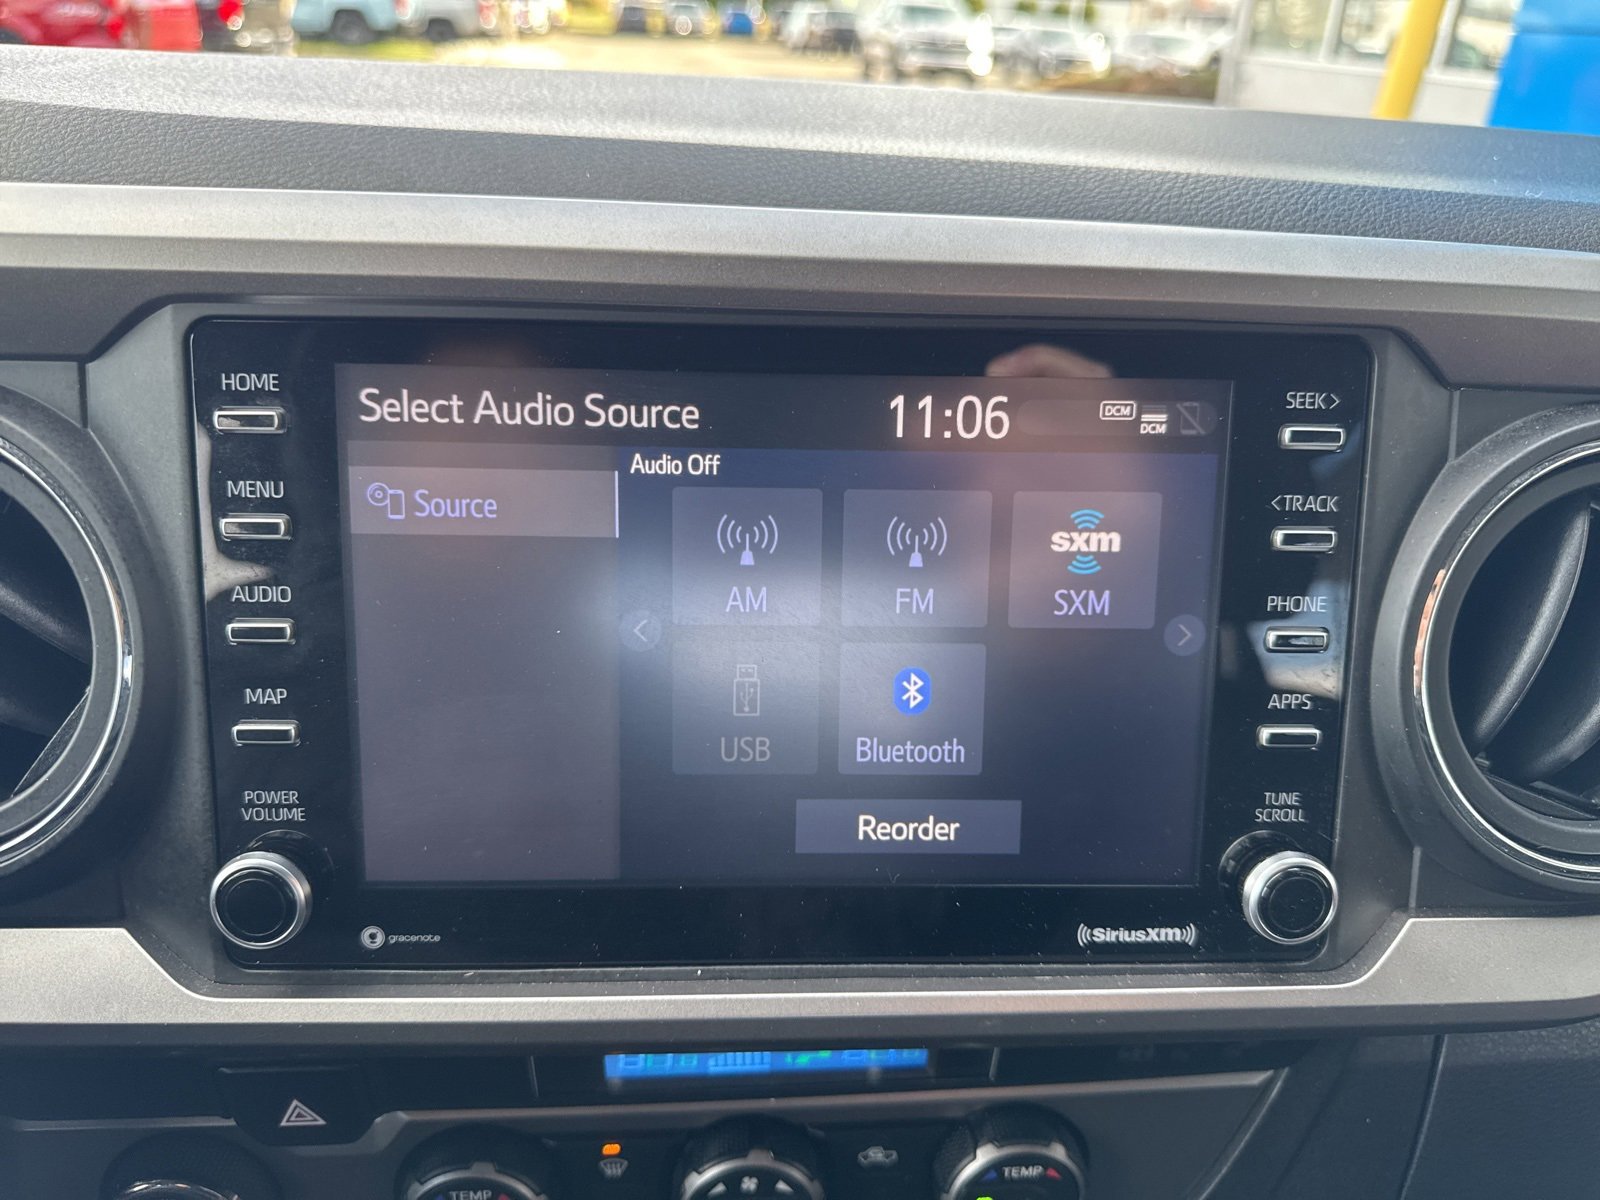 HOME
MENU
AUDIO
MAP
POWER
VOLUME
Select Audio Source
11:06
DCM
DCM
Source
Audio Off
AM
FM
sxm
SXM
USB
Bluetooth
Reorder
gracenote
((SiriusXM))
SEEK>
<TRACK
PHONE
APPS
TUNE
SCROLL
TEMP
TEMP